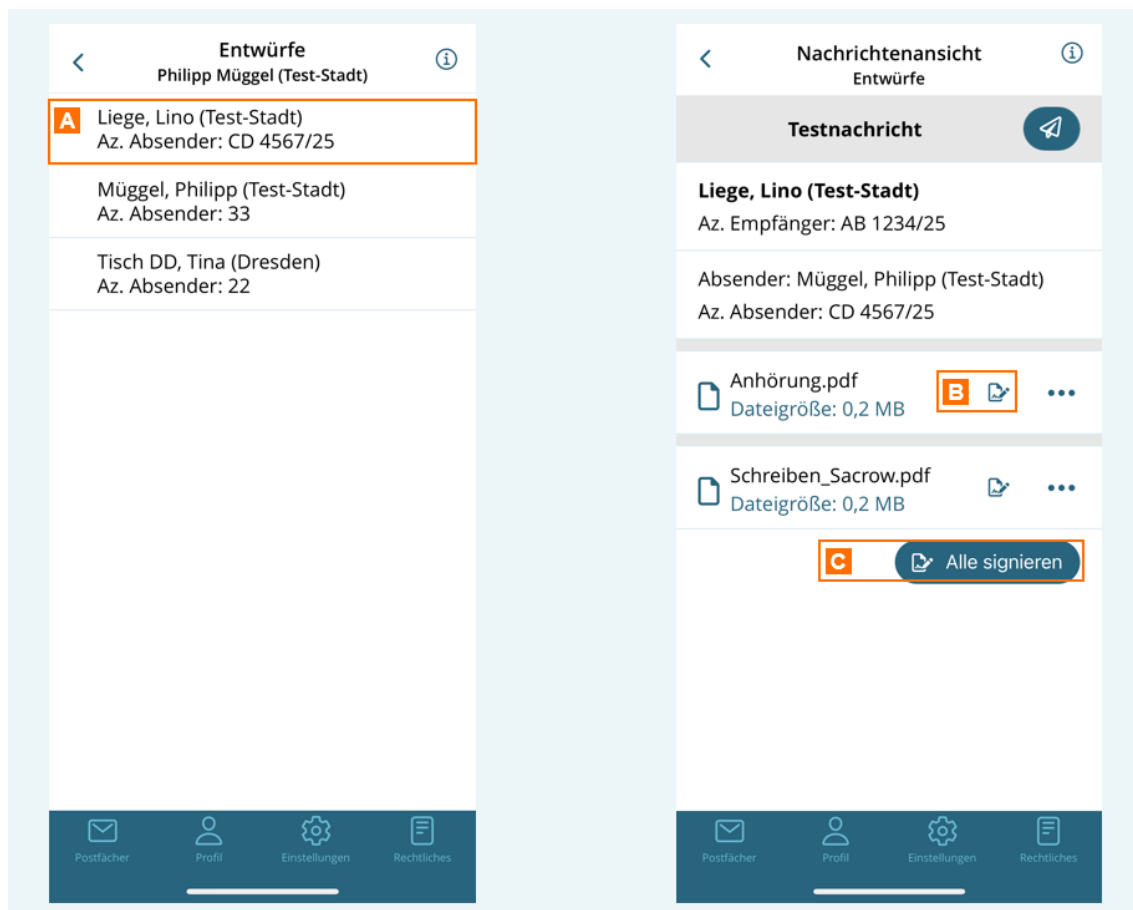 Entwürfe
Philipp Müggel (Test-Stadt)
A
Liege, Lino (Test-Stadt)
Az. Absender: CD 4567/25
Müggel, Philipp (Test-Stadt)
Az. Absender: 33
Tisch DD, Tina (Dresden)
Az. Absender: 22
Postfächer
Profil
Einstellungen
Rechtliches
Nachrichtenansicht
Entwürfe
Testnachricht
Liege, Lino (Test-Stadt)
Az. Empfänger: AB 1234/25
Absender: Müggel, Philipp (Test-Stadt)
Az. Absender: CD 4567/25
Anhörung.pdf
Dateigröße: 0,2 MB
B
Schreiben_Sacrow.pdf
Dateigröße: 0,2 MB
C
Alle signieren
Postfächer
Profil
Einstellungen
Rechtliches